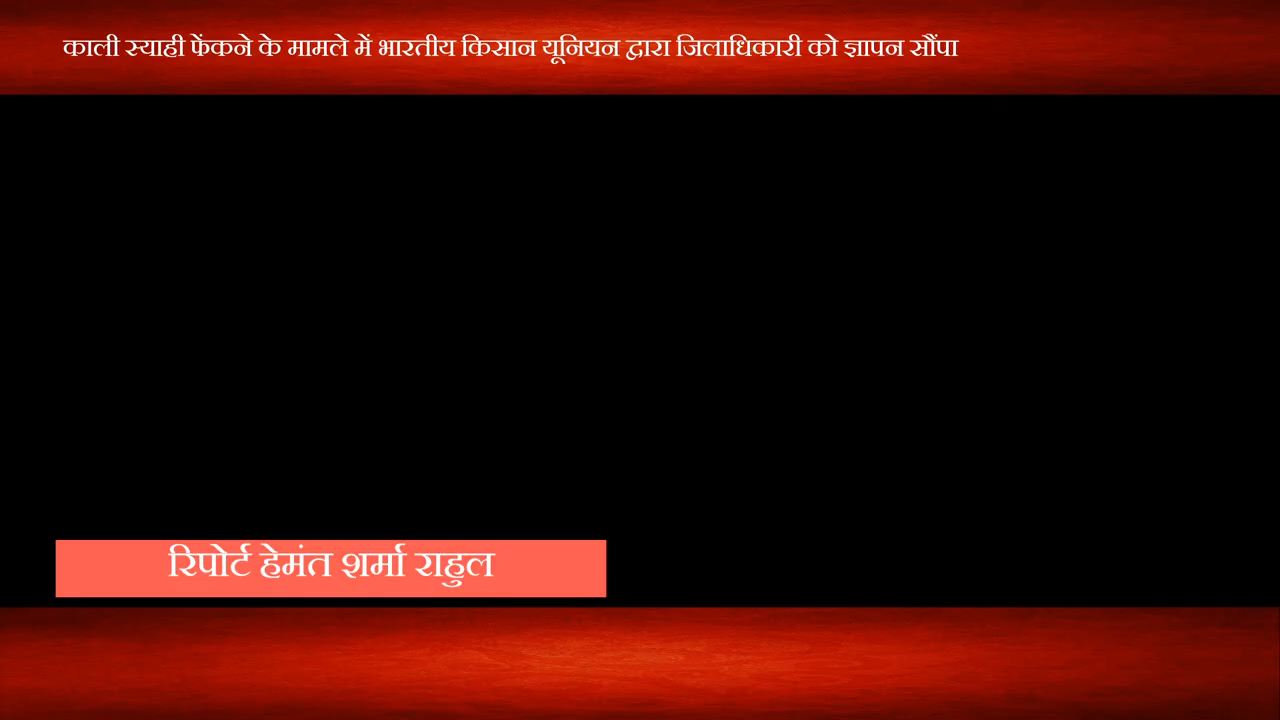 काली स्याही फेंकने के मामले में भारतीय किसान यूनियन द्वारा जिलाधिकारी को ज्ञापन सौंपा
रिपोर्ट हेमंत शर्मा राहुल